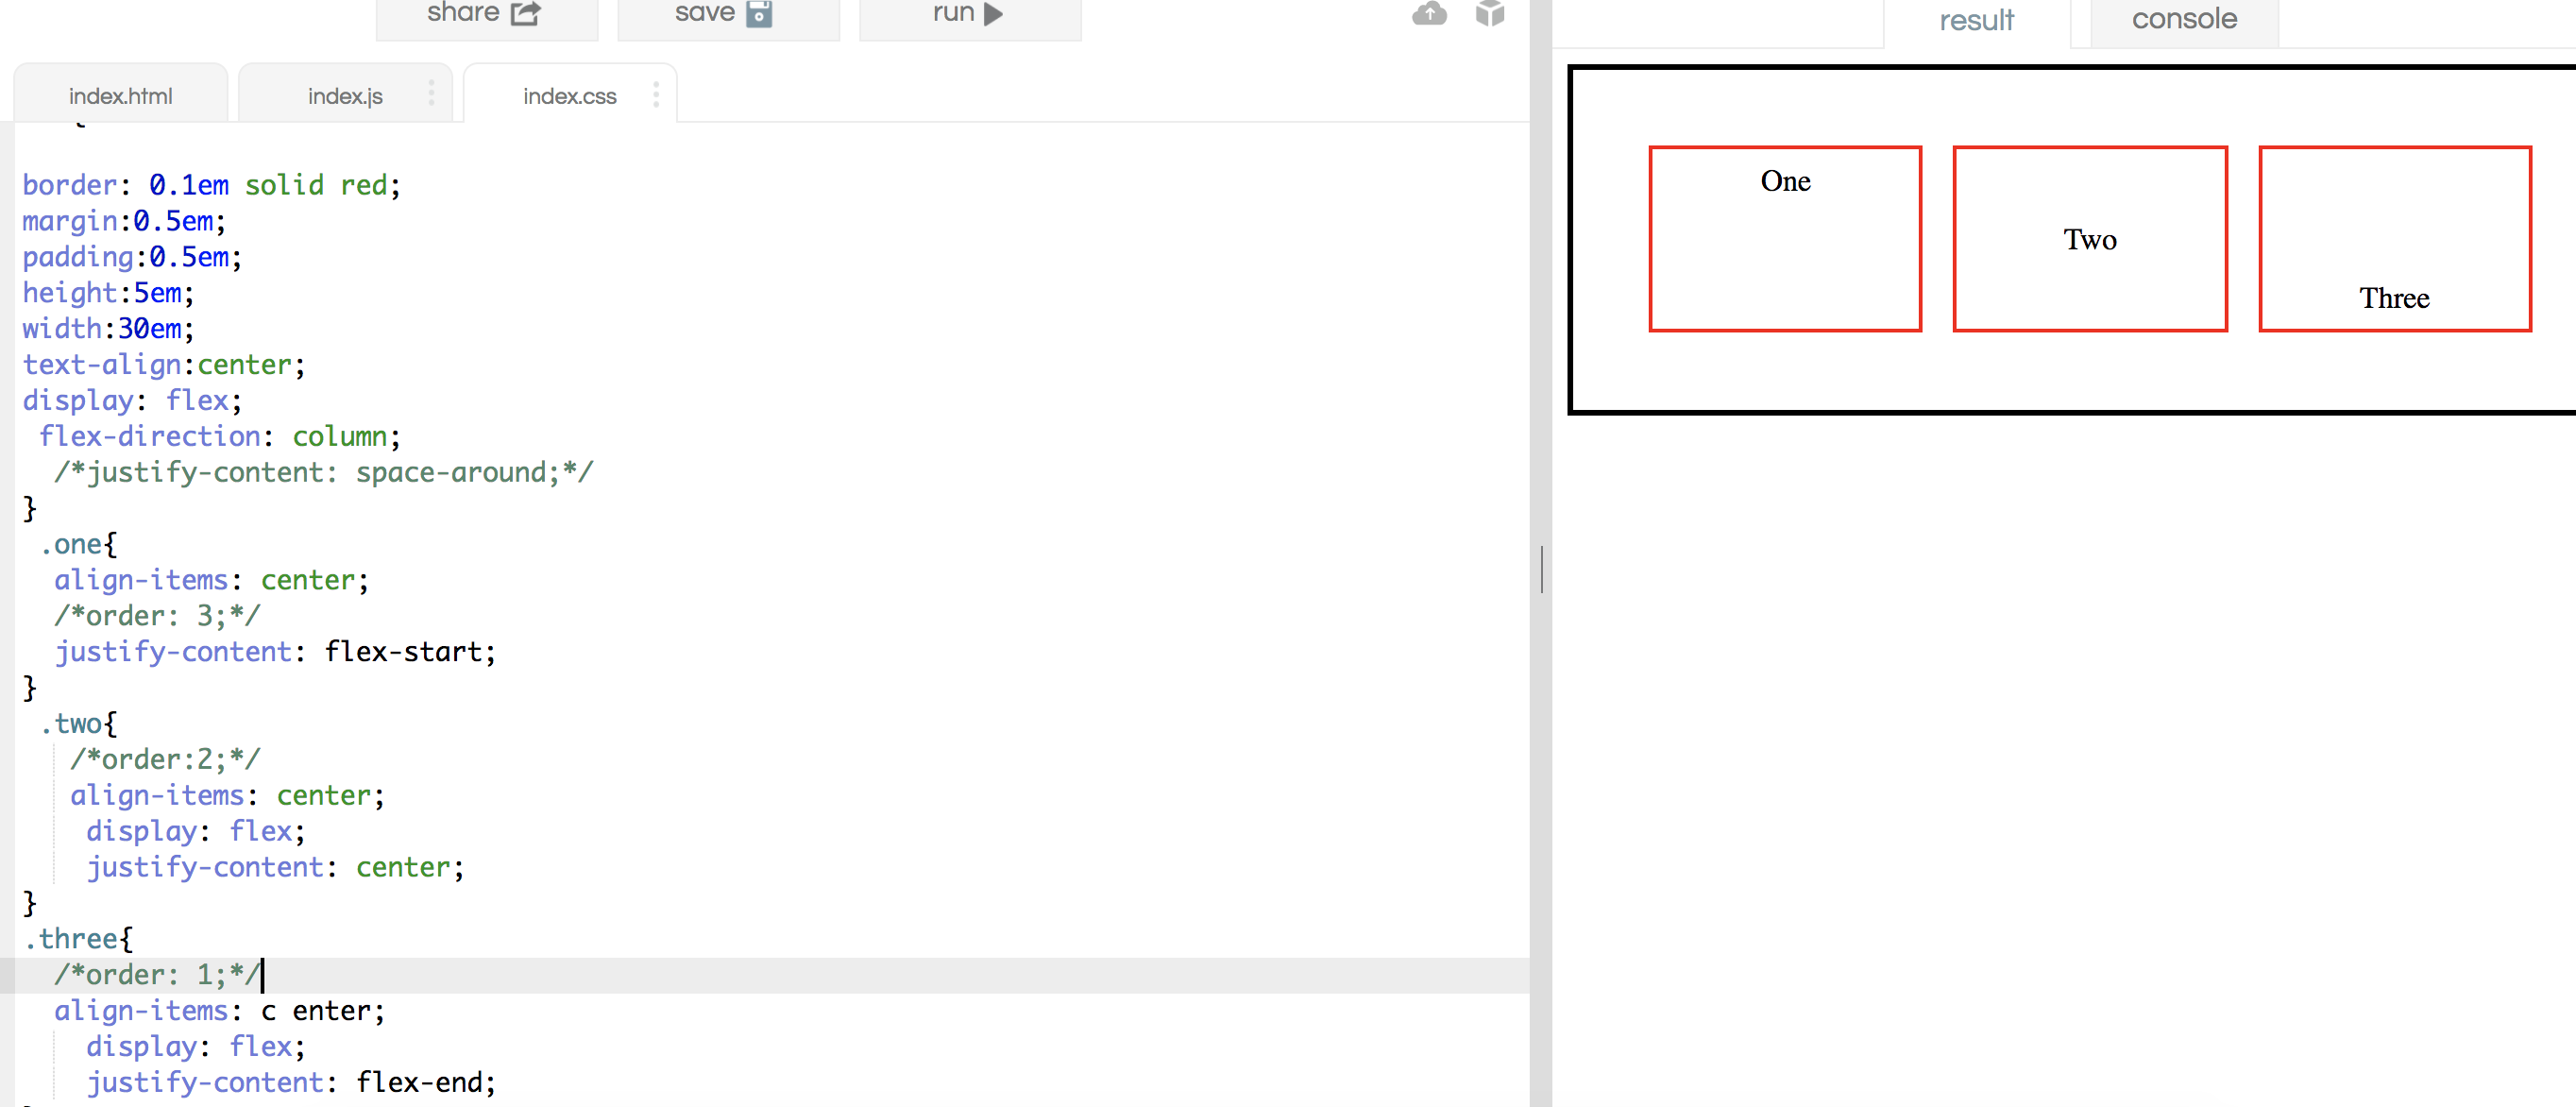 share
save
run
result
console
index.html
index.js
index.css
{
border: 0.1em solid red;
margin:0.5em;
padding:0.5em;
height:5em;
width:30em;
text-align:center;
display: flex;
flex-direction: column;
/*justify-content: space-around;*/
}
.one{
align-items: center;
/*order: 3;*/
justify-content: flex-start;
}
.two{
/*order:2;*/
align-items: center;
display: flex;
justify-content: center;
}
.three{
/*order: 1;*/
align-items: c enter;
display: flex;
justify-content: flex-end;
One
Two
Three